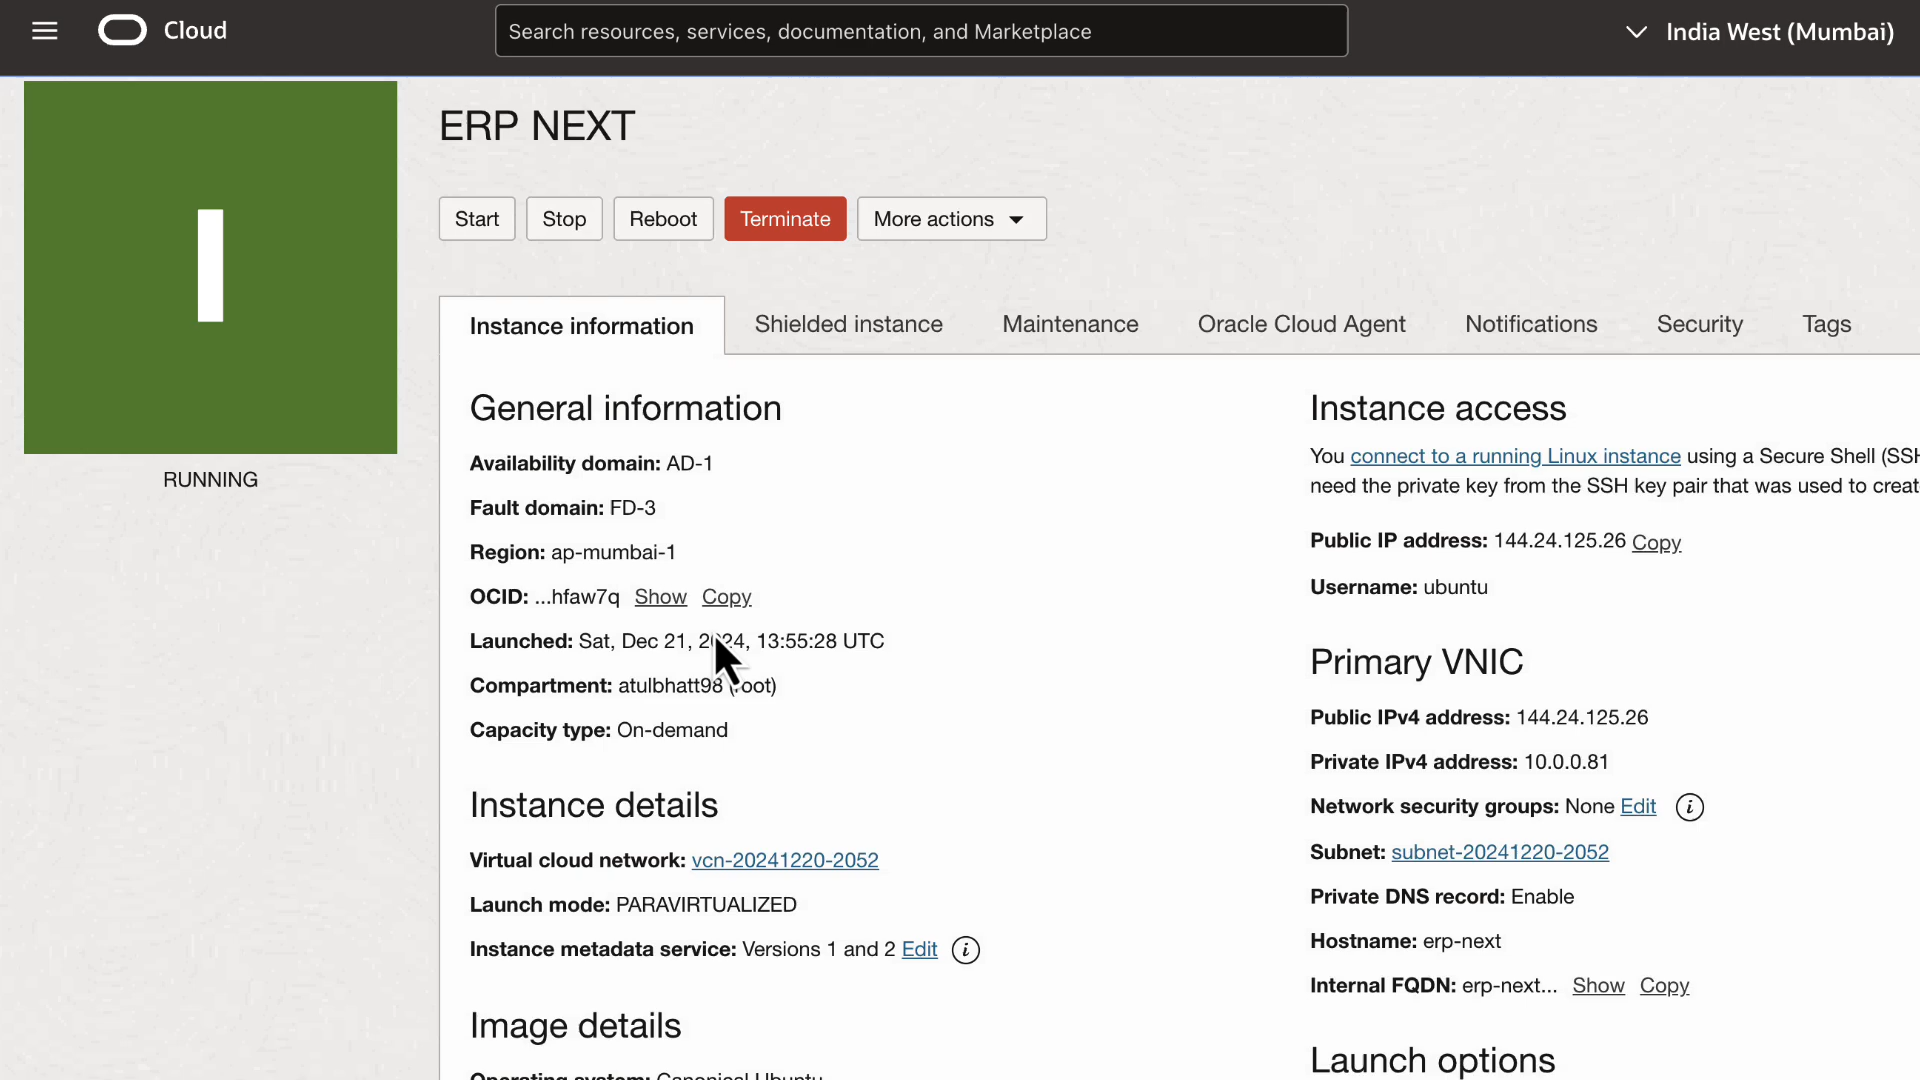 Cloud
Search resources, services, documentation, and Marketplace
India West (Mumbai)
RUNNING
ERP NEXT
Start Stop Reboot Terminate More actions
Instance information Shielded instance Maintenance Oracle Cloud Agent Notifications Security Tags
General information
Availability domain: AD-1
Fault domain: FD-3
Region: ap-mumbai-1
OCID: ...hfaw7q Show Copy
Launched: Sat, Dec 21, 2024, 13:55:28 UTC
Compartment: atulbhatt98 (root)
Capacity type: On-demand
Instance details
Virtual cloud network: vcn-20241220-2052
Launch mode: PARAVIRTUALIZED
Instance metadata service: Versions 1 and 2 Edit
Image details
Operating system: Canonical Ubuntu
Instance access
You connect to a running Linux instance using a Secure Shell (SSH
need the private key from the SSH key pair that was used to creat
Public IP address: 144.24.125.26 Copy
Username: ubuntu
Primary VNIC
Public IPv4 address: 144.24.125.26
Private IPv4 address: 10.0.0.81
Network security groups: None Edit
Subnet: subnet-20241220-2052
Private DNS record: Enable
Hostname: erp-next
Internal FQDN: erp-next... Show Copy
Launch options